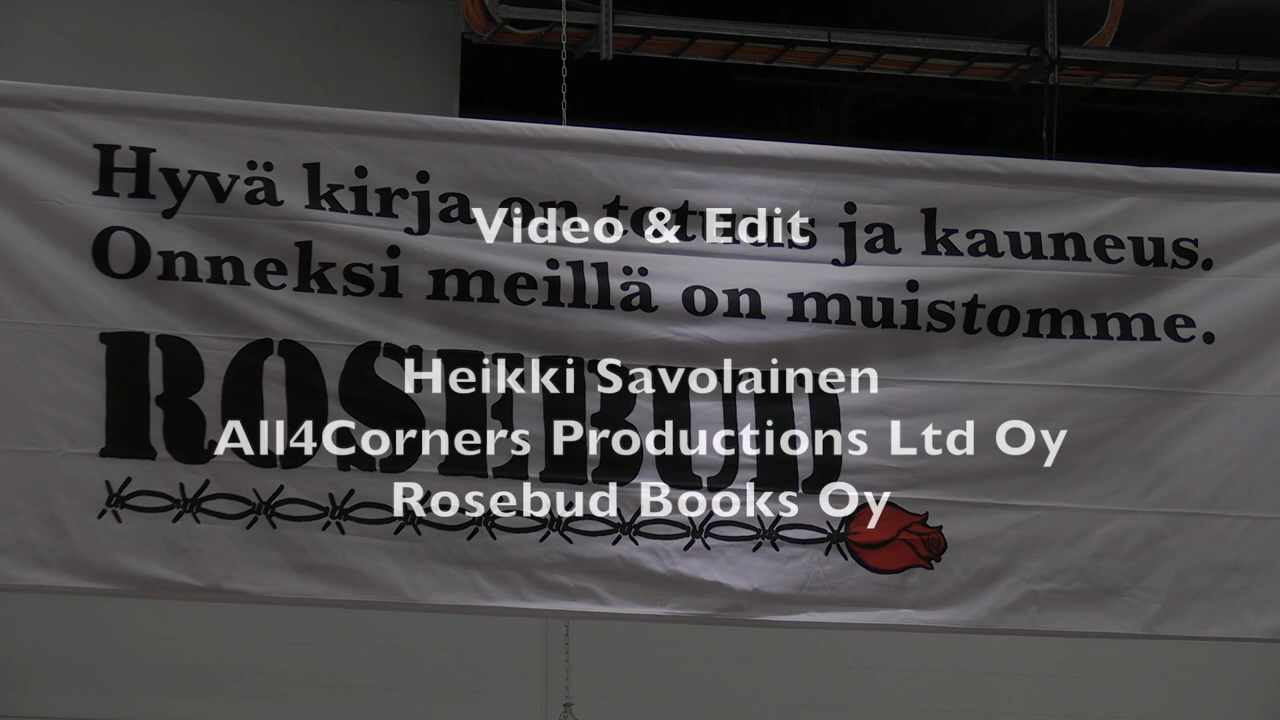 Hyvä kirja on totuus ja kauneus.
Onneksi meillä on muistomme.
ROSEBUD
Video & Edit
Heikki Savolainen
All4Corners Productions Ltd Oy
Rosebud Books Oy